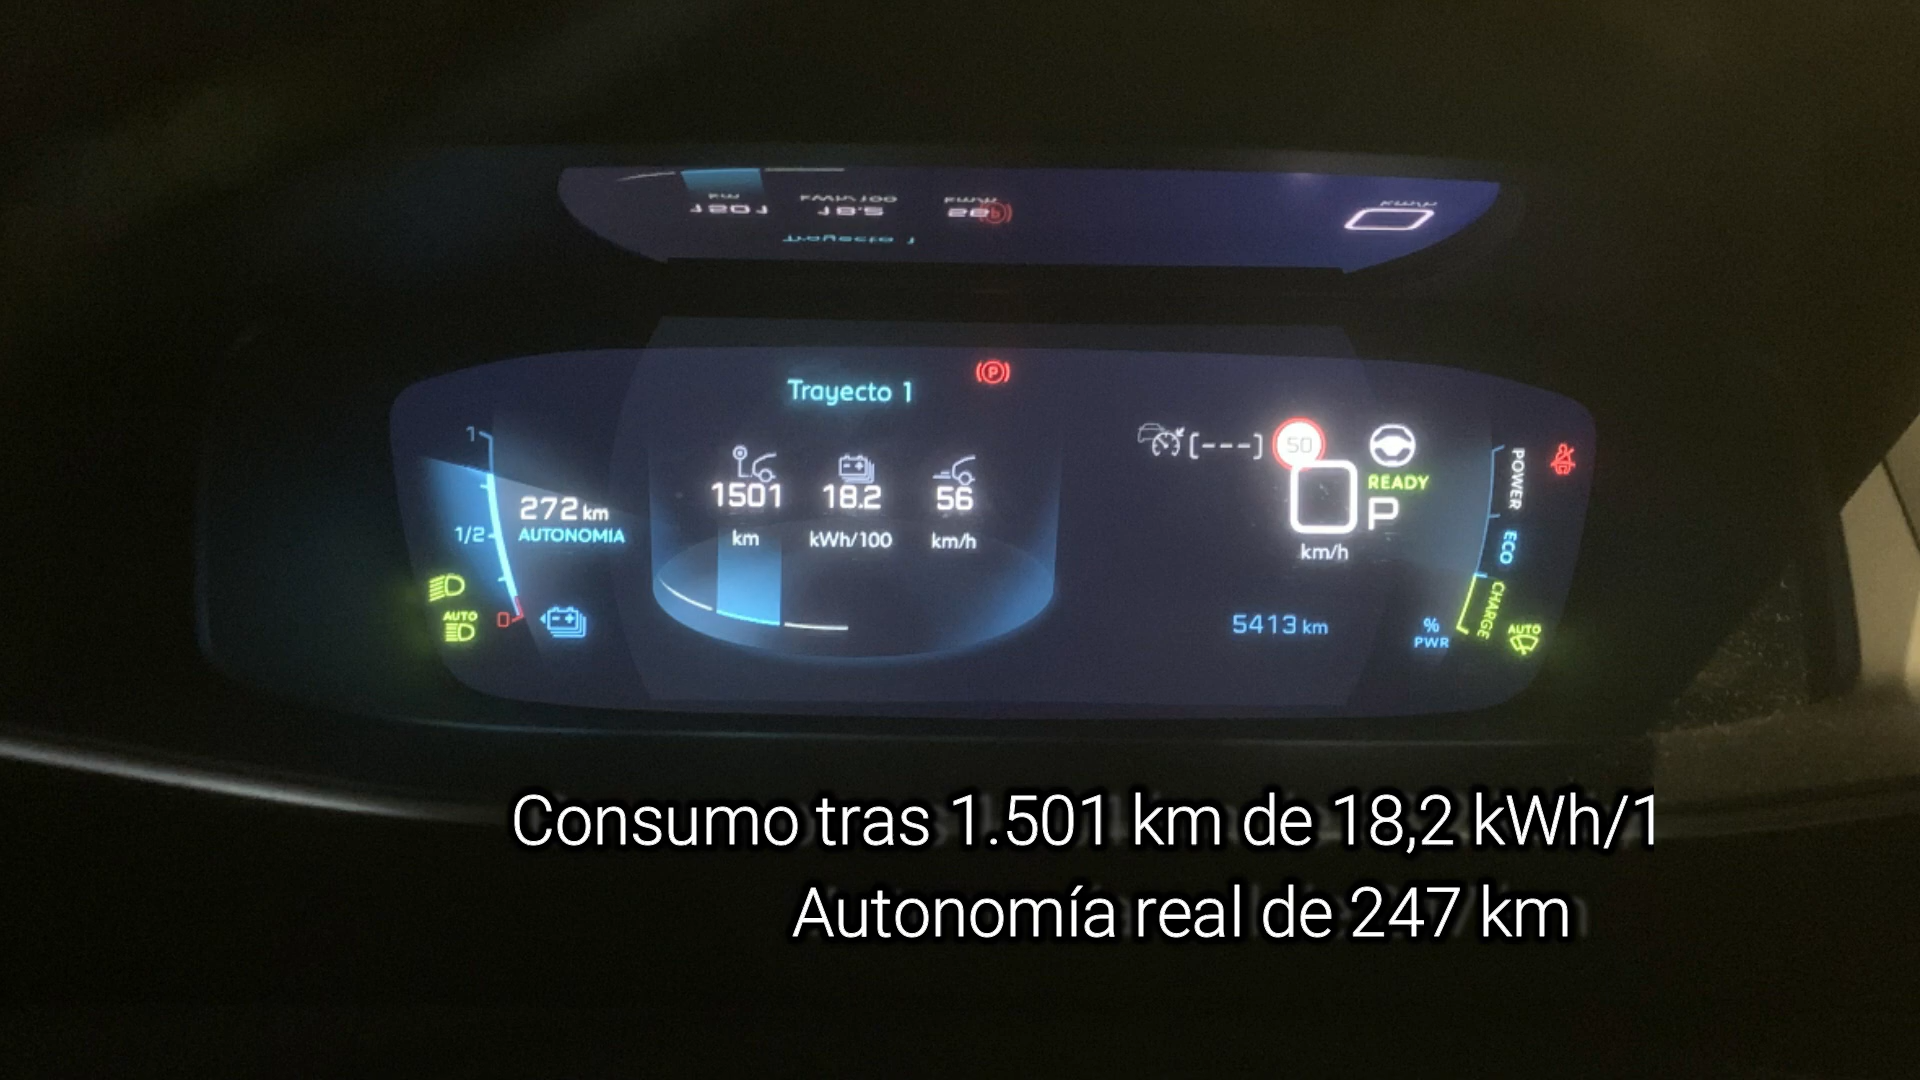 Trayecto 1
1501 18.2 56
km kWh/100 km/h
1
1/2
0
272 km
AUTONOMIA
AUTO
[---] 50
READY
P
km/h
5413 km
% PWR
POWER
ECO
CHARGE
AUTO
Consumo tras 1.501 km de 18,2 kWh/1
Autonomía real de 247 km